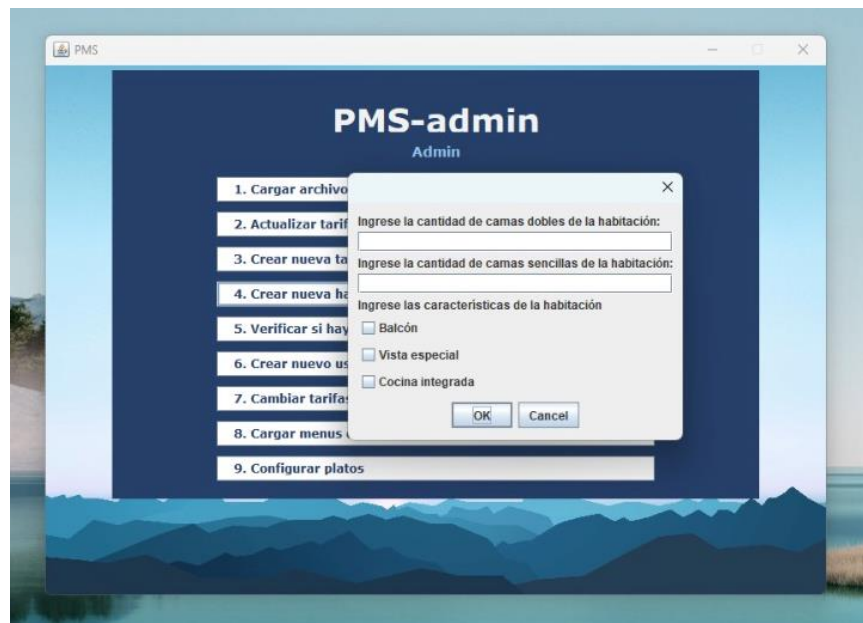 PMS
PMS-admin
Admin
1. Cargar archivo
2. Actualizar tarif
3. Crear nueva ta
4. Crear nueva ha
5. Verificar si hay
6. Crear nuevo us
7. Cambiar tarifas
8. Cargar menus
9. Configurar platos
Ingrese la cantidad de camas dobles de la habitación:
Ingrese la cantidad de camas sencillas de la habitación:
Ingrese las características de la habitación
Balcón
Vista especial
Cocina integrada
OK Cancel